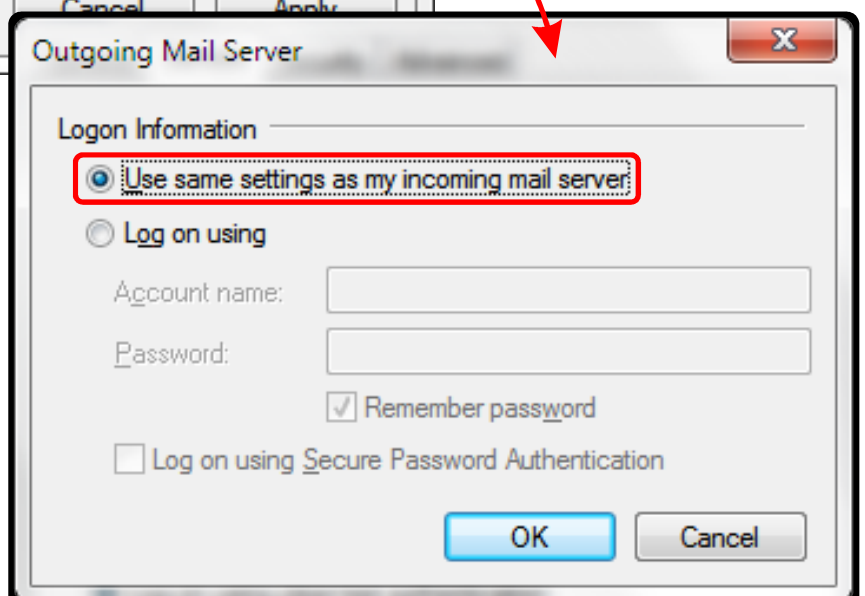 Cancel Apply
Outgoing Mail Server
Logon Information
Use same settings as my incoming mail server
Log on using
Account name:
Password:
Remember password
Log on using Secure Password Authentication
OK Cancel